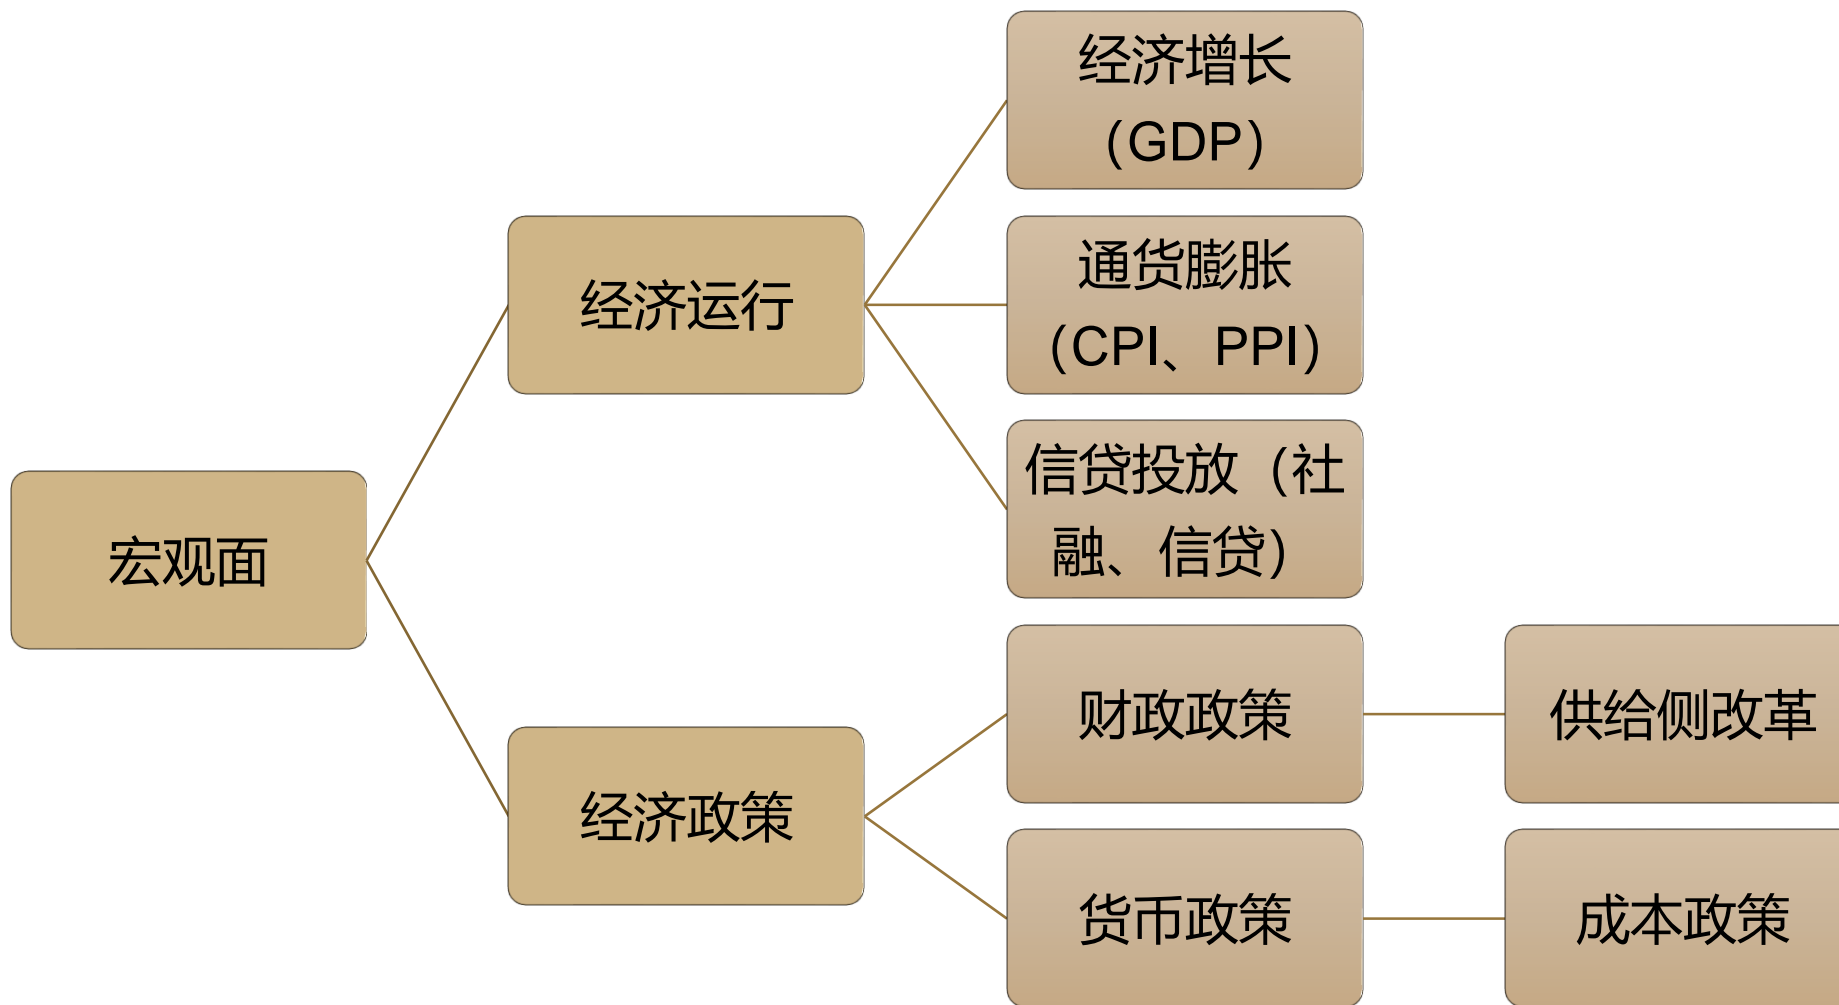 经济增长
（GDP）
经济运行
通货膨胀
（CPI、PPI）
信贷投放（社
融、信贷）
宏观面
财政政策
供给侧改革
经济政策
货币政策
成本政策